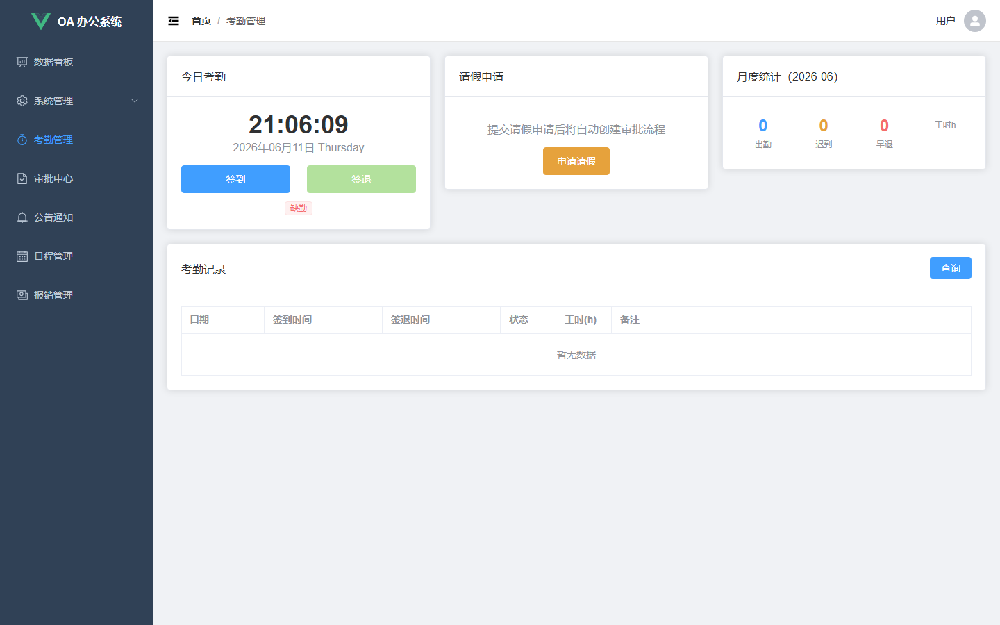 OA 办公系统
数据看板
系统管理
考勤管理
审批中心
公告通知
日程管理
报销管理
首页 / 考勤管理
用户
今日考勤
21:06:09
2026年06月11日 Thursday
签到 签退
缺勤
请假申请
提交请假申请后将自动创建审批流程
申请请假
月度统计（2026-06）
0 0 0 工时h
出勤 迟到 早退
考勤记录 查询
日期 签到时间 签退时间 状态 工时(h) 备注
暂无数据